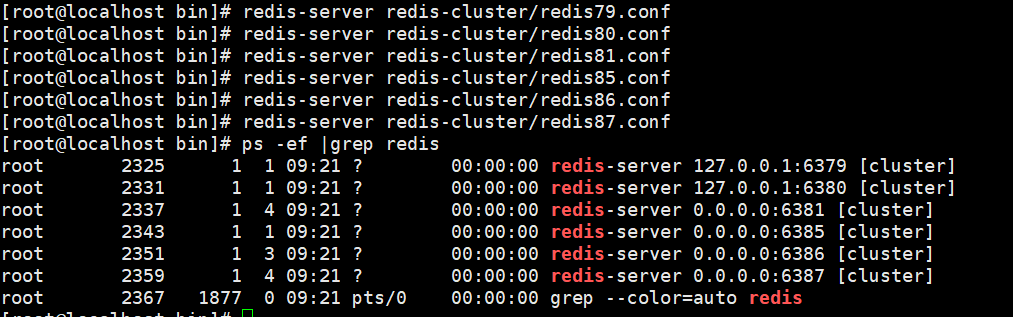 [root@localhost bin]# redis-server redis-cluster/redis79.conf
[root@localhost bin]# redis-server redis-cluster/redis80.conf
[root@localhost bin]# redis-server redis-cluster/redis81.conf
[root@localhost bin]# redis-server redis-cluster/redis85.conf
[root@localhost bin]# redis-server redis-cluster/redis86.conf
[root@localhost bin]# redis-server redis-cluster/redis87.conf
[root@localhost bin]# ps -ef |grep redis
root 2325 1 1 09:21 ? 00:00:00 redis-server 127.0.0.1:6379 [cluster]
root 2331 1 1 09:21 ? 00:00:00 redis-server 127.0.0.1:6380 [cluster]
root 2337 1 4 09:21 ? 00:00:00 redis-server 0.0.0.0:6381 [cluster]
root 2343 1 1 09:21 ? 00:00:00 redis-server 0.0.0.0:6385 [cluster]
root 2351 1 3 09:21 ? 00:00:00 redis-server 0.0.0.0:6386 [cluster]
root 2359 1 4 09:21 ? 00:00:00 redis-server 0.0.0.0:6387 [cluster]
root 2367 1877 0 09:21 pts/0 00:00:00 grep --color=auto redis
[root@localhost bin]#